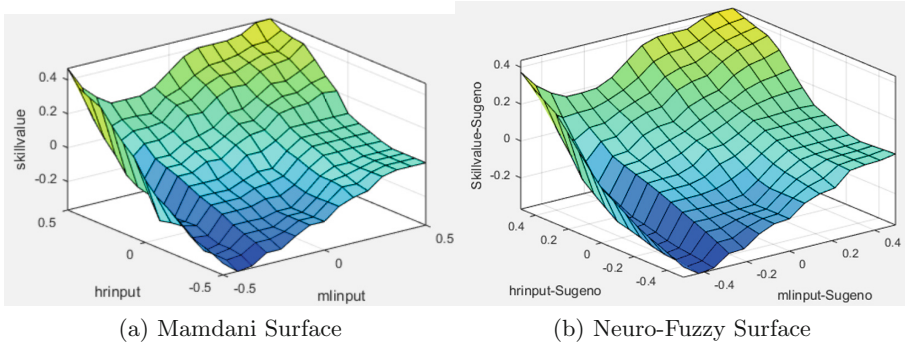 skillvalue
0.4
0.2
0
-0.2
0.5
0
-0.5
hrinput
-0.5
0
0.5
mlinput
Skillvalue-Sugeno
0.4
0.2
0
-0.2
0.2
0
-0.2
-0.4
hrinput-Sugeno
-0.4
-0.2
0
0.2
0.4
mlinput-Sugeno
(a) Mamdani Surface
(b) Neuro-Fuzzy Surface